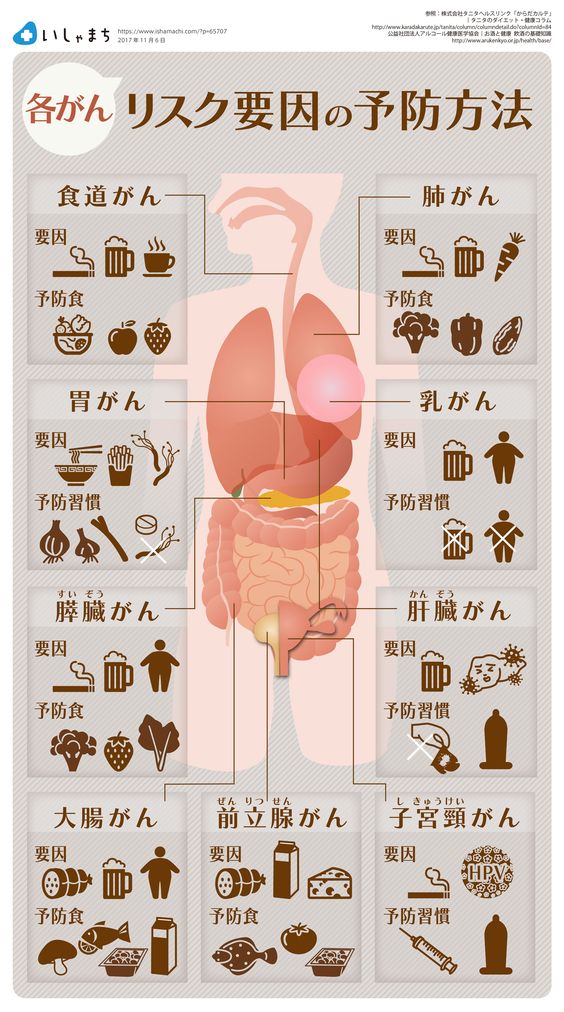 いしゃまち
https://www.ishamachi.com/?p=65707
2017年11月6日
参照：株式会社タニタヘルスリンク「からだカルテ」
｜タニタのダイエット・健康コラム
http://www.karadakarute.jp/tanita/column/columndetail.do?columnId=84
公益社団法人アルコール健康医学協会｜お酒と健康 飲酒の基礎知識
http://www.arukenkyo.or.jp/health/base/
各がん リスク要因の予防方法
食道がん
要因
予防食
肺がん
要因
予防食
胃がん
要因
予防習慣
乳がん
要因
予防習慣
すい ぞう
膵臓がん
要因
予防食
かん ぞう
肝臓がん
要因
予防習慣
大腸がん
要因
予防食
ぜん りつ せん
前立腺がん
要因
予防食
し きゅうけい
子宮頸がん
要因
HPV
予防習慣